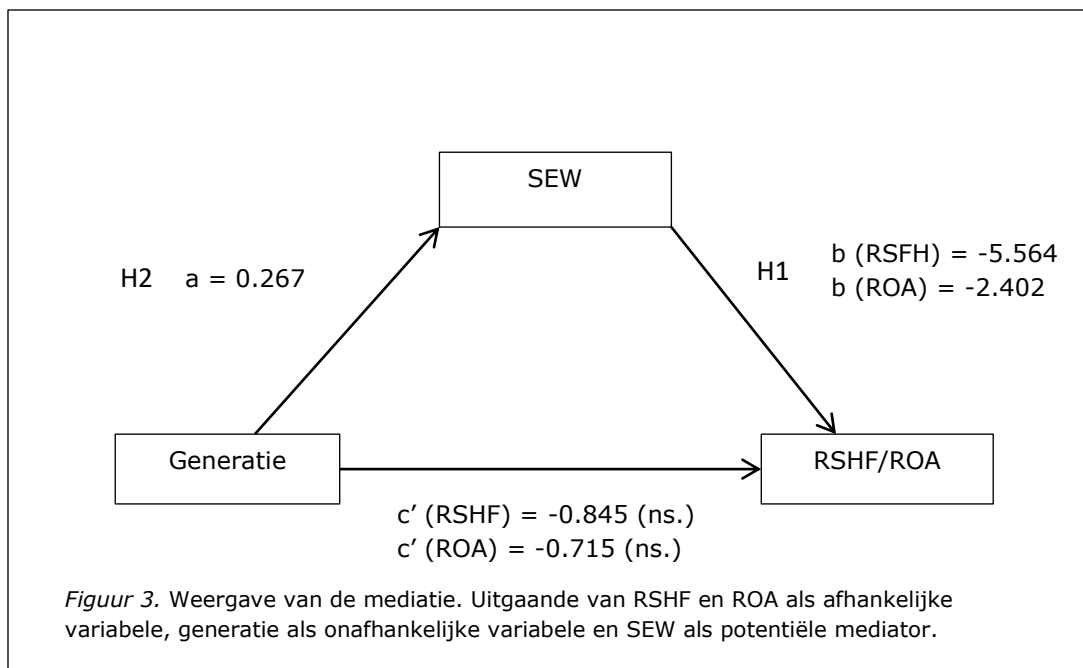 SEW
H2 a = 0.267
H1
b (RSFH) = -5.564
b (ROA) = -2.402
Generatie
RSHF/ROA
c’ (RSHF) = -0.845 (ns.)
c’ (ROA) = -0.715 (ns.)
Figuur 3. Weergave van de mediatie. Uitgaande van RSHF en ROA als afhankelijke
variabele, generatie als onafhankelijke variabele en SEW als potentiële mediator.